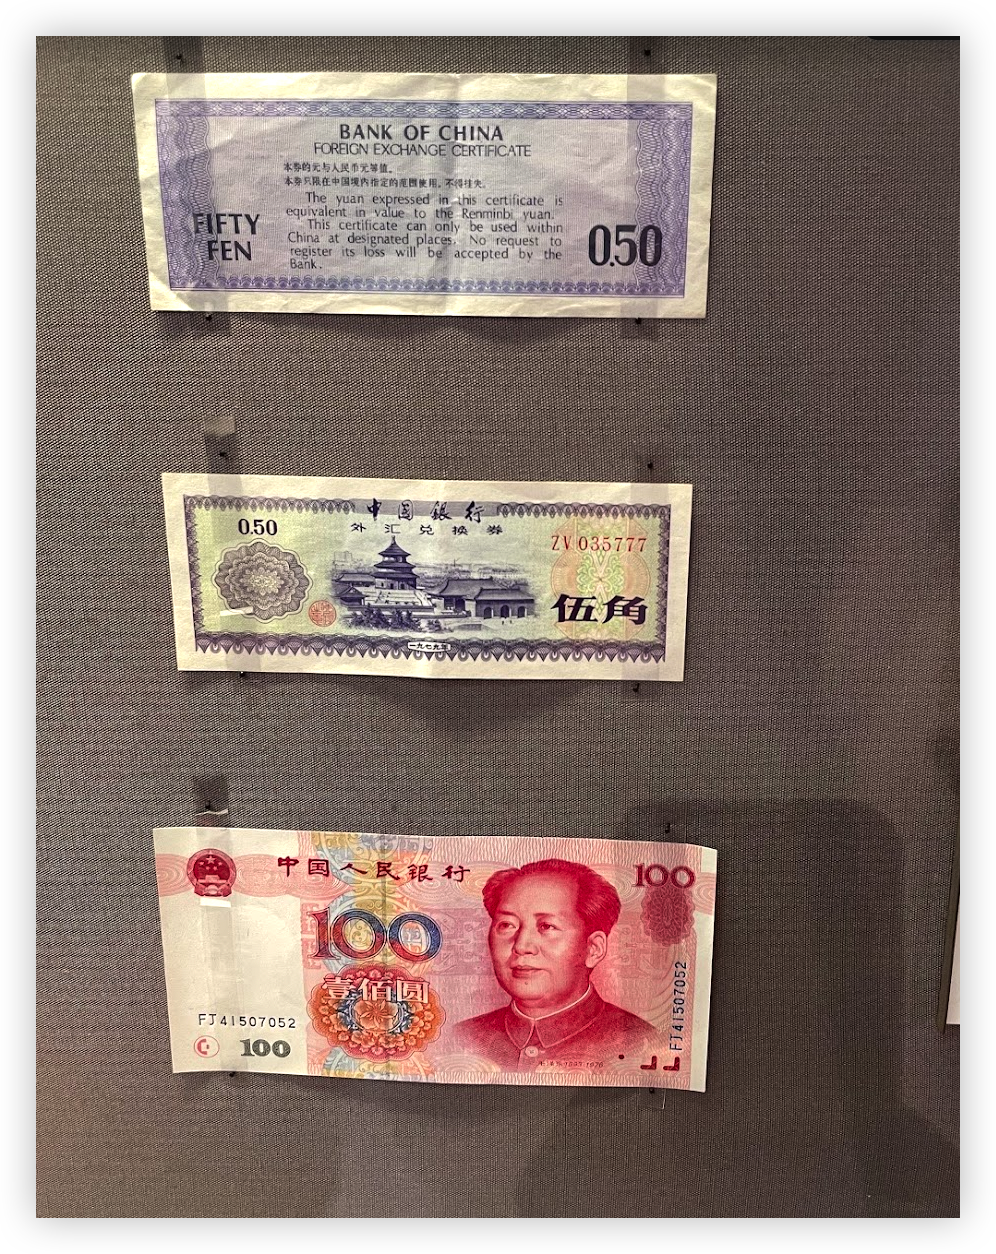 BANK OF CHINA
FOREIGN EXCHANGE CERTIFICATE
本券的元与人民币元等值。
本券只限在中国境内指定的范围使用，不得挂失。
The yuan expressed in this certificate is
equivalent in value to the Renminbi yuan.
This certificate can only be used within
China at designated places. No request to
register its loss will be accepted by the
Bank.
FIFTY
FEN
0.50
中国银行
外汇兑换券
0.50
ZV 035777
伍角
一九七九年
中国人民银行
100
100
壹佰圆
FJ41507052
100
FJ41507052
毛泽东 1893-1976